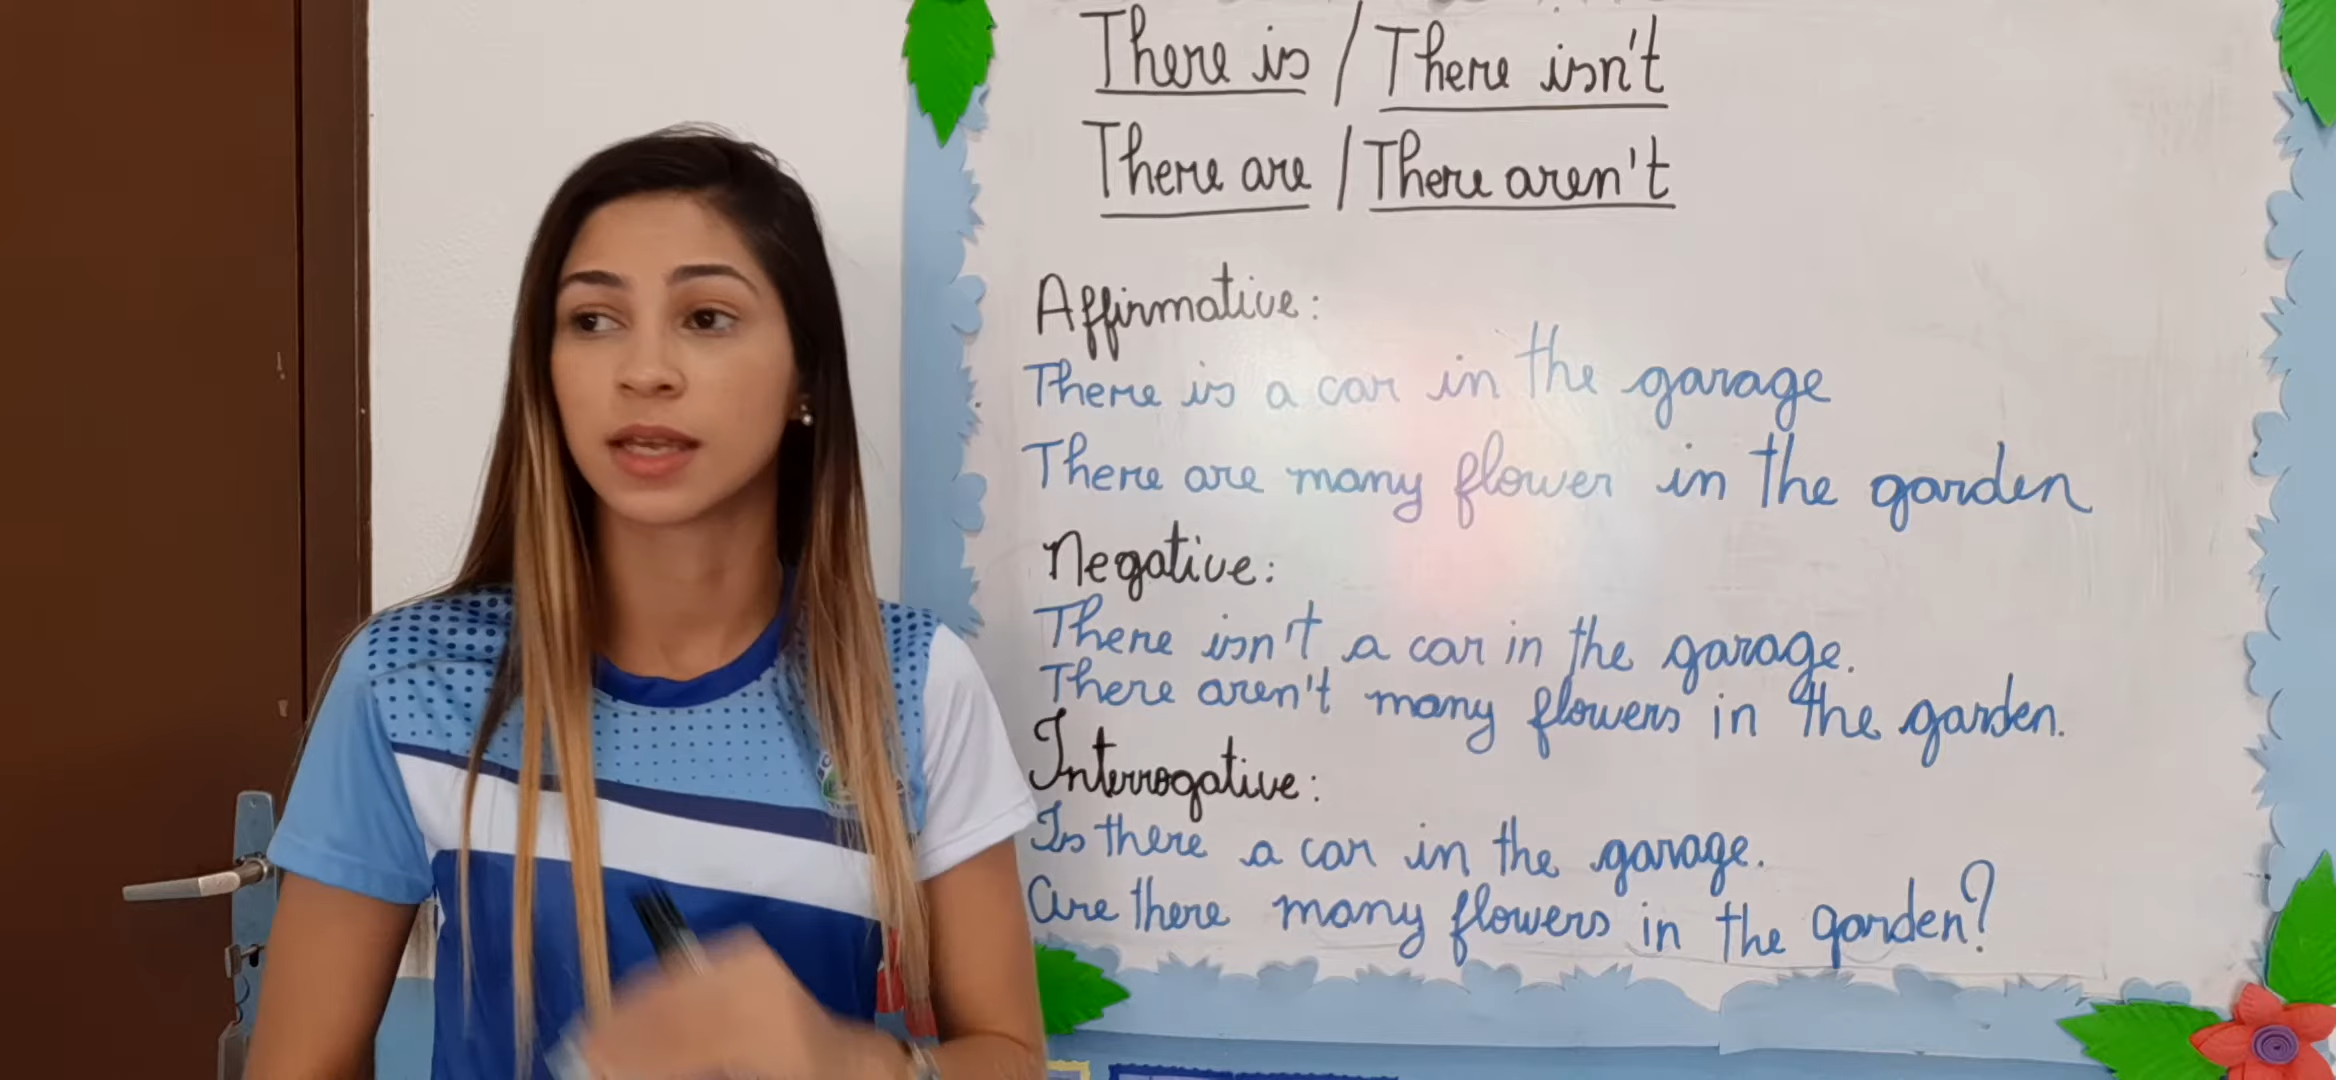 There is / There isn't
There are / There aren't
Affirmative:
There is a car in the garage
There are many flower in the garden
Negative:
There isn't a car in the garage.
There aren't many flowers in the garden.
Interrogative:
Is there a car in the garage.
Are there many flowers in the garden?